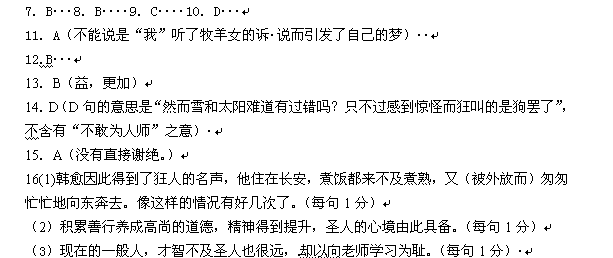 7. B···8. B····9. C····10. D···↵
11. A（不能说是“我”听了牧羊女的诉·说而引发了自己的梦）··↵
12.B···↵
13. B（益，更加）↵
14. D（D 句的意思是“然而雪和太阳难道有过错吗？只不过感到惊怪而狂叫的是狗罢了”，
不含有“不敢为人师”之意）·↵
15. A（没有直接谢绝。）↵
16(1)韩愈因此得到了狂人的名声，他住在长安，煮饭都来不及煮熟，又（被外放而）匆匆
忙忙地向东奔去。像这样的情况有好几次了。（每句 1 分）↵
（2）积累善行养成高尚的道德，精神得到提升，圣人的心境由此具备。（每句 1 分）↵
（3）现在的一般人，才智不及圣人也很远，却以向老师学习为耻。（每句 1 分）↵